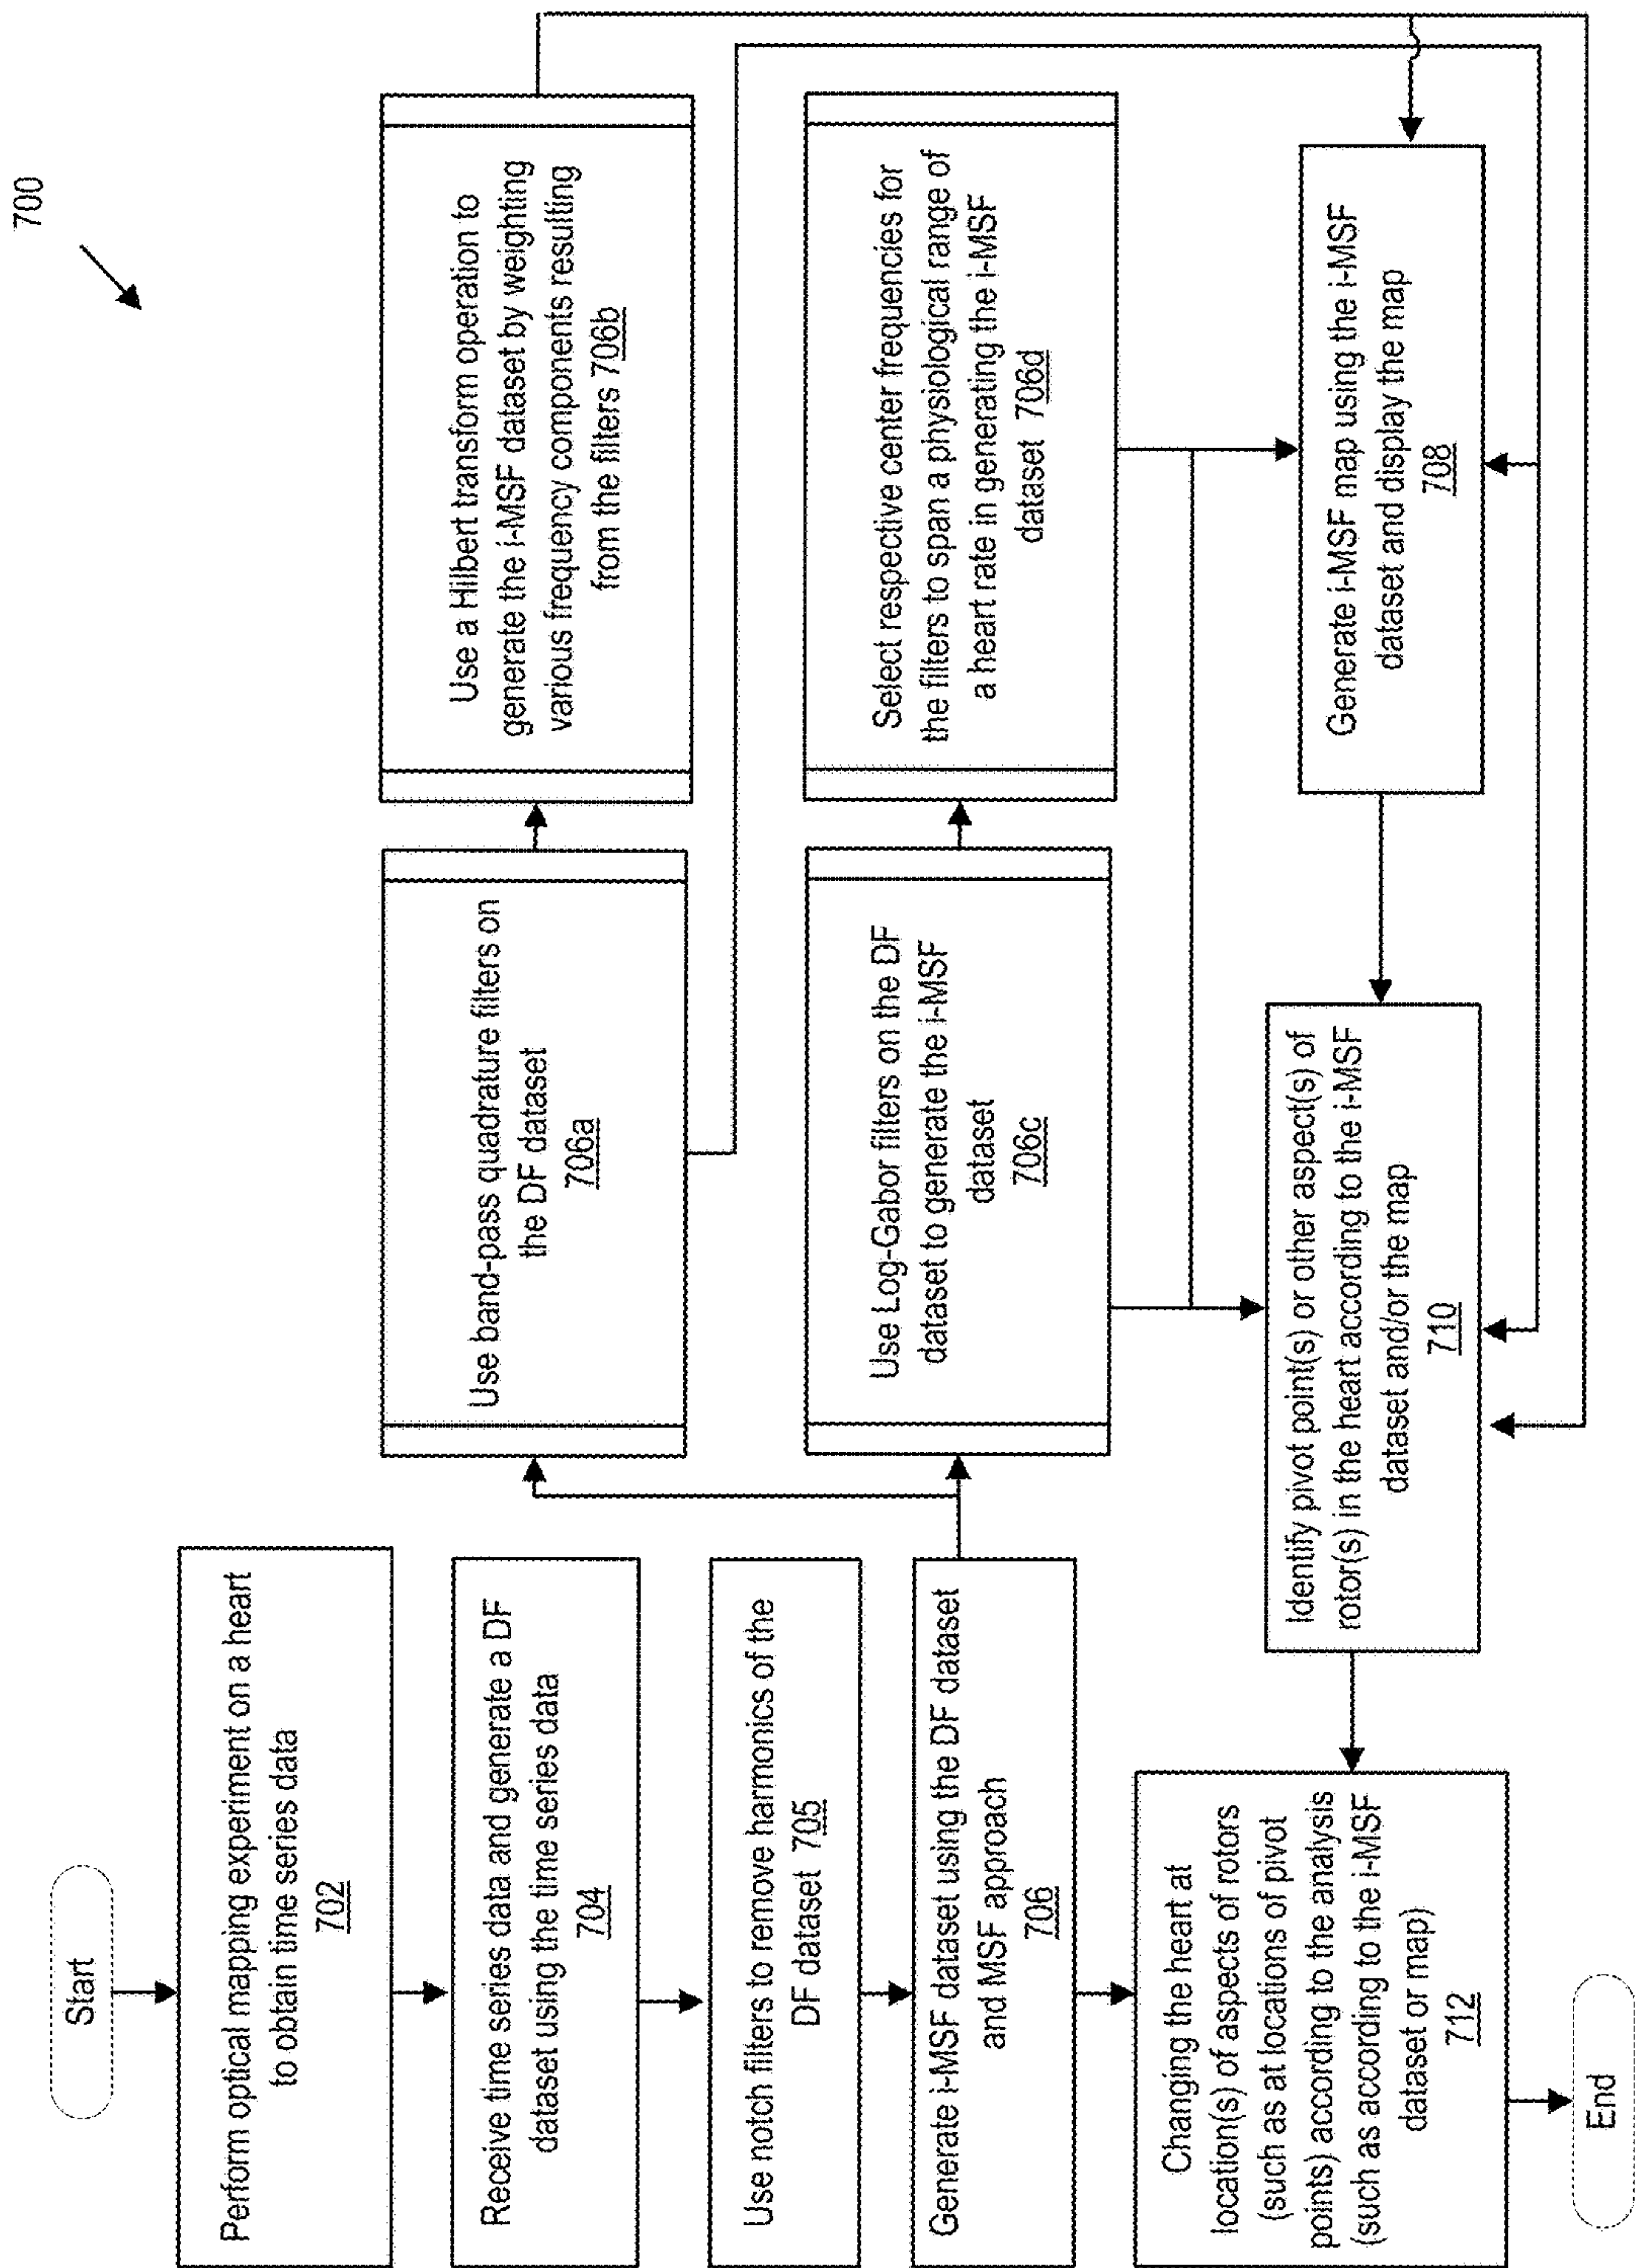 700
Start
Perform optical mapping experiment on a heart
to obtain time series data
702
Receive time series data and generate a DF
dataset using the time series data
704
Use notch filters to remove harmonics of the
DF dataset 705
Generate i-MSF dataset using the DF dataset
and MSF approach
706
Use band-pass quadrature filters on
the DF dataset
706a
Use a Hilbert transform operation to
generate the i-MSF dataset by weighting
various frequency components resulting
from the filters 706b
Use Log-Gabor filters on the DF
dataset to generate the i-MSF
dataset
706c
Select respective center frequencies for
the filters to span a physiological range of
a heart rate in generating the i-MSF
dataset 706d
Generate i-MSF map using the i-MSF
dataset and display the map
708
Identify pivot point(s) or other aspect(s) of
rotor(s) in the heart according to the i-MSF
dataset and/or the map
710
Changing the heart at
location(s) of aspects of rotors
(such as at locations of pivot
points) according to the analysis
(such as according to the i-MSF
dataset or map)
712
End